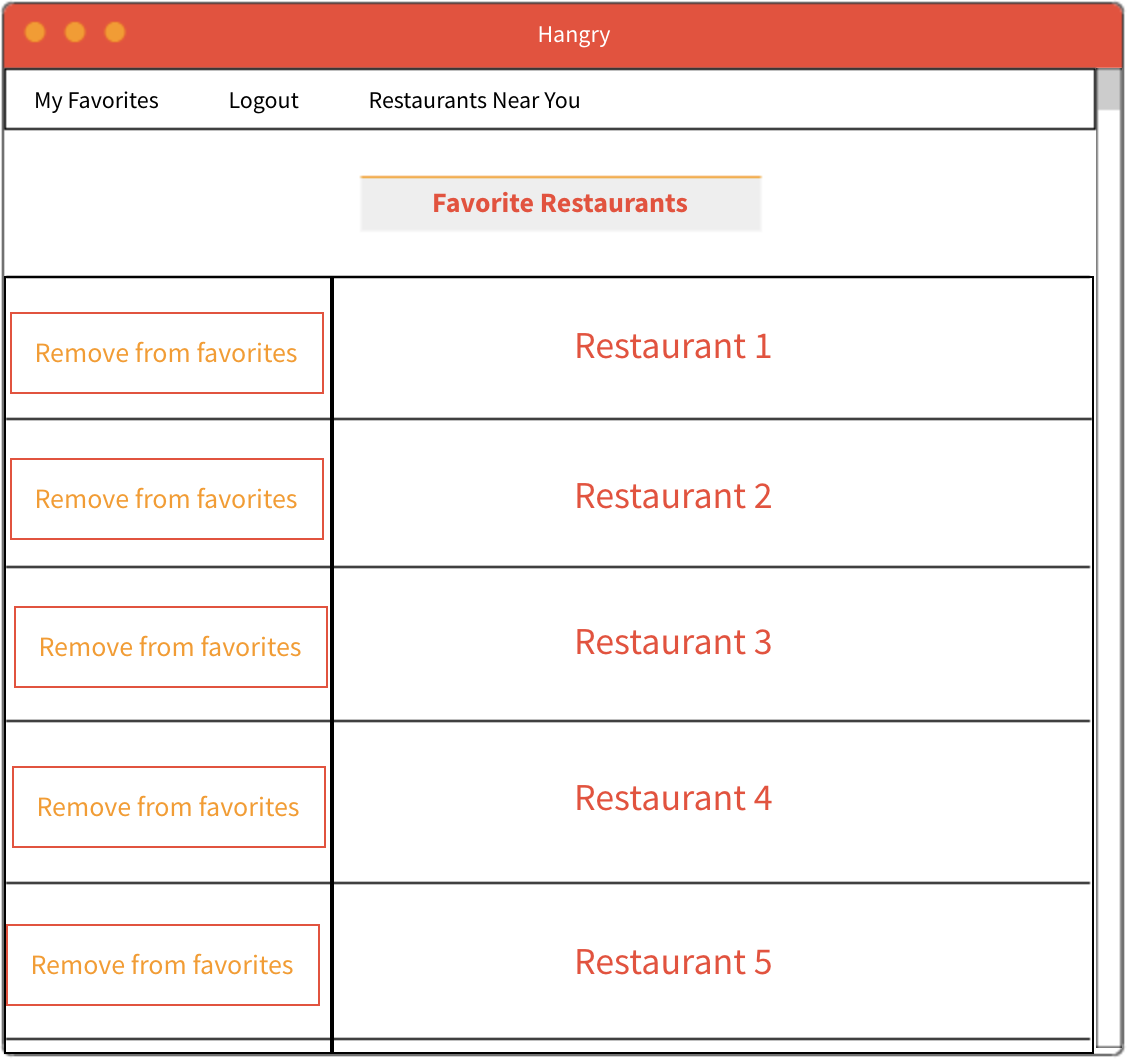 Hangry
My Favorites Logout Restaurants Near You
Favorite Restaurants
Remove from favorites Restaurant 1
Remove from favorites Restaurant 2
Remove from favorites Restaurant 3
Remove from favorites Restaurant 4
Remove from favorites Restaurant 5